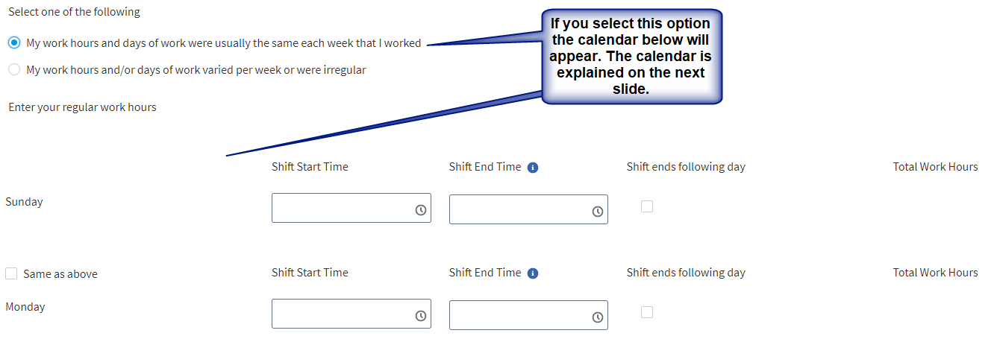 Select one of the following
My work hours and days of work were usually the same each week that I worked
My work hours and/or days of work varied per week or were irregular
If you select this option
the calendar below will
appear. The calendar is
explained on the next
slide.
Enter your regular work hours
Shift Start Time Shift End Time Shift ends following day Total Work Hours
Sunday
Same as above Shift Start Time Shift End Time Shift ends following day Total Work Hours
Monday